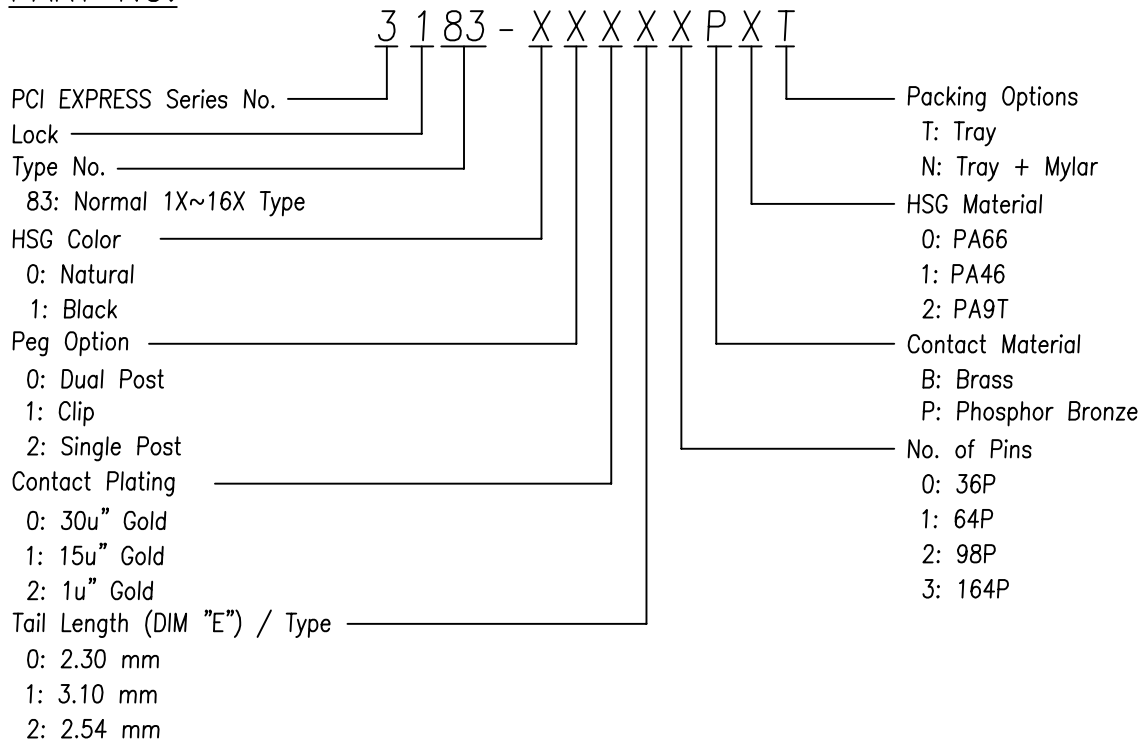 PART NO.
3183-XXXXXPXT
PCI EXPRESS Series No.
Lock
Type No.
83: Normal 1X~16X Type
HSG Color
0: Natural
1: Black
Peg Option
0: Dual Post
1: Clip
2: Single Post
Contact Plating
0: 30u" Gold
1: 15u" Gold
2: 1u" Gold
Tail Length (DIM "E") / Type
0: 2.30 mm
1: 3.10 mm
2: 2.54 mm
Packing Options
T: Tray
N: Tray + Mylar
HSG Material
0: PA66
1: PA46
2: PA9T
Contact Material
B: Brass
P: Phosphor Bronze
No. of Pins
0: 36P
1: 64P
2: 98P
3: 164P